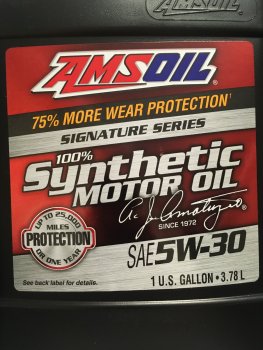 AMSOIL
75% MORE WEAR PROTECTION¹
SIGNATURE SERIES
100%
Synthetic
MOTOR OIL
SINCE 1972
UP TO 25,000
MILES
PROTECTION
OR ONE YEAR
SAE 5W-30
See back label for details.
1 U.S. GALLON • 3.78 L